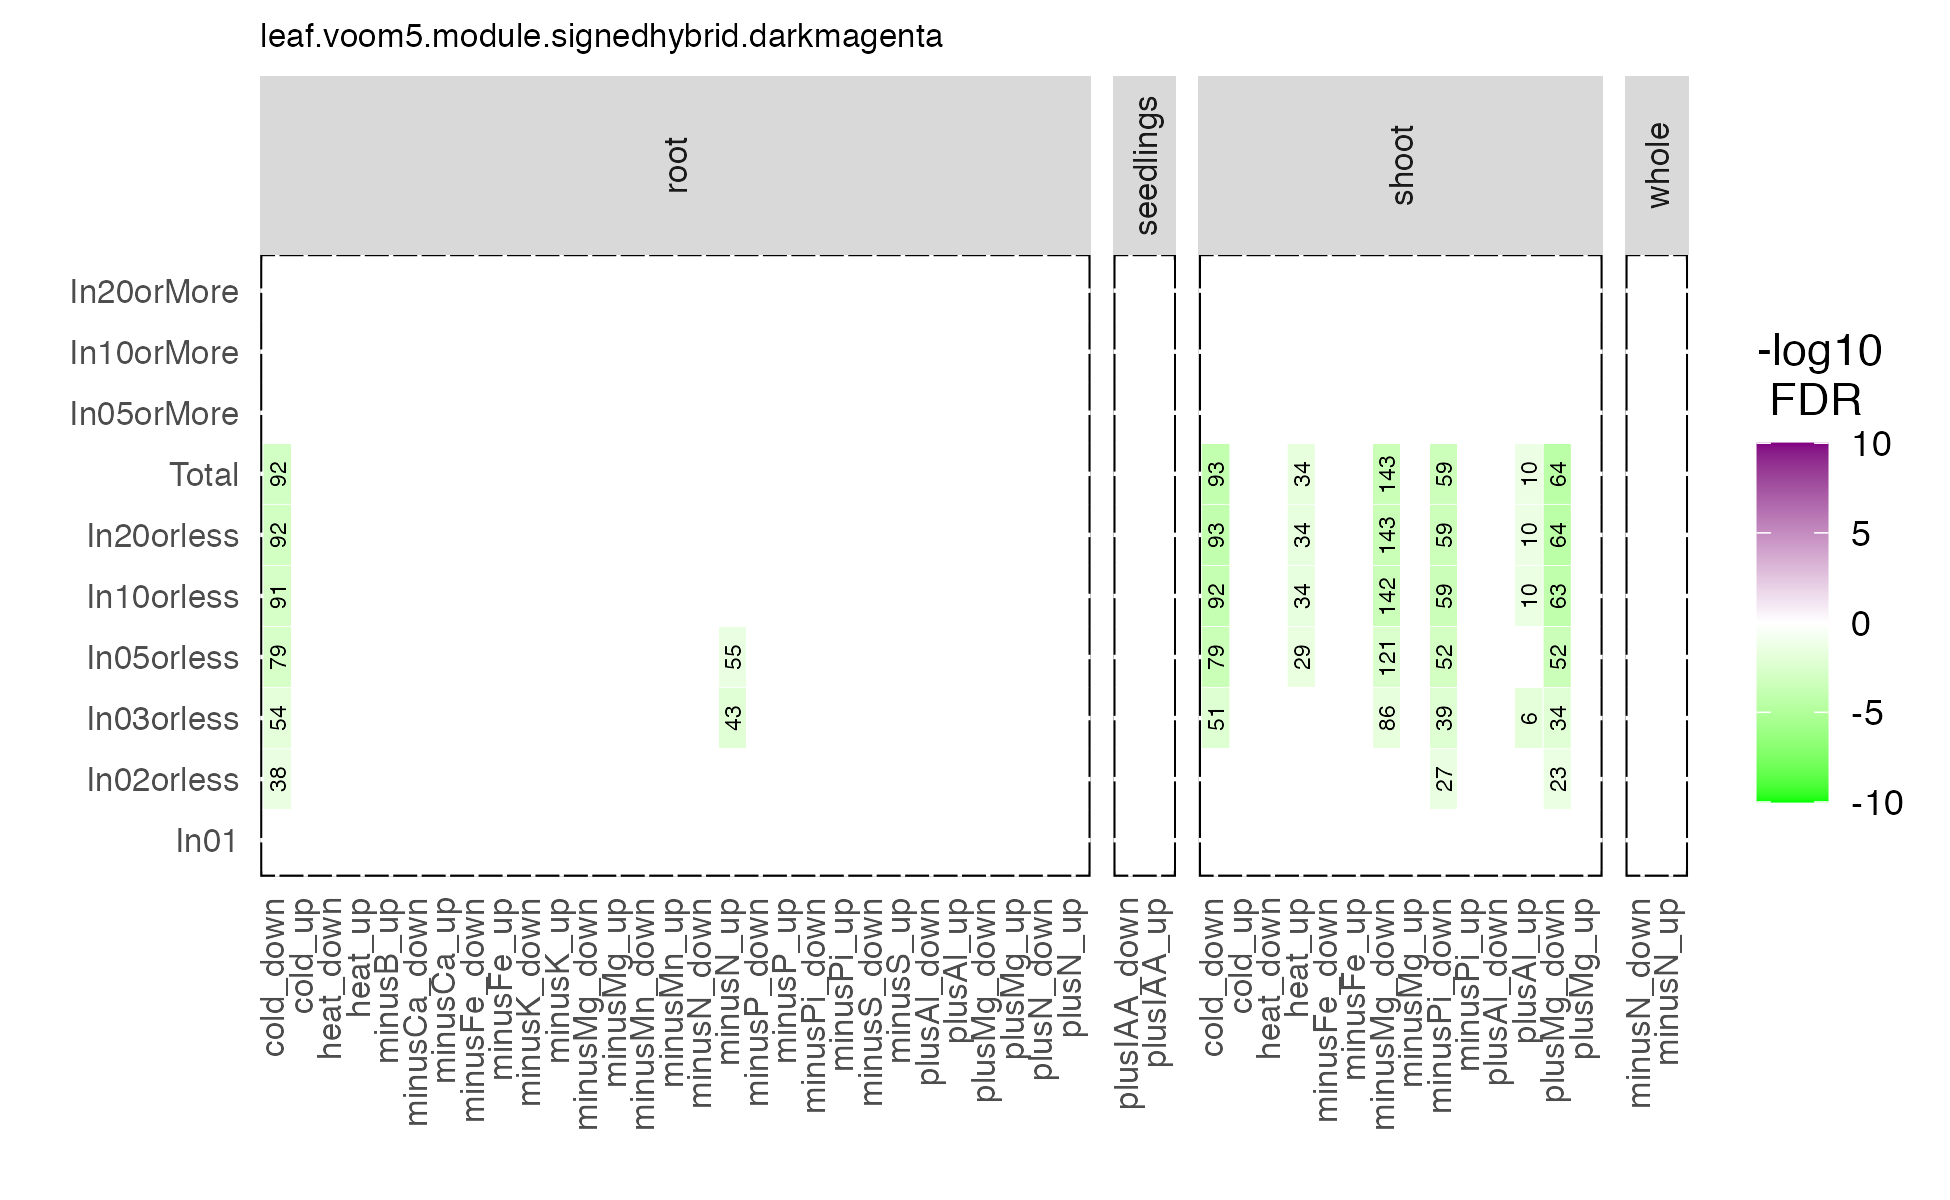 leaf.voom5.module.signedhybrid.darkmagenta
root
seedlings
shoot
whole
In20orMore
In10orMore
In05orMore
Total
92
93
34
143
59
10
64
In20orless
92
93
34
143
59
10
64
In10orless
91
92
34
142
59
10
63
In05orless
79
55
79
29
121
52
52
In03orless
54
43
51
86
39
6
34
In02orless
38
27
23
In01
cold_down
cold_up
heat_down
heat_up
minusB_up
minusCa_down
minusCa_up
minusFe_down
minusFe_up
minusK_down
minusK_up
minusMg_down
minusMg_up
minusMn_down
minusMn_up
minusN_down
minusN_up
minusP_down
minusP_up
minusPi_down
minusPi_up
minusS_down
minusS_up
plusAl_down
plusAl_up
plusMg_down
plusMg_up
plusN_down
plusN_up
plusIAA_down
plusIAA_up
cold_down
cold_up
heat_down
heat_up
minusFe_down
minusFe_up
minusMg_down
minusMg_up
minusPi_down
minusPi_up
plusAl_down
plusAl_up
plusMg_down
plusMg_up
minusN_down
minusN_up
-log10
FDR
10
5
0
-5
-10